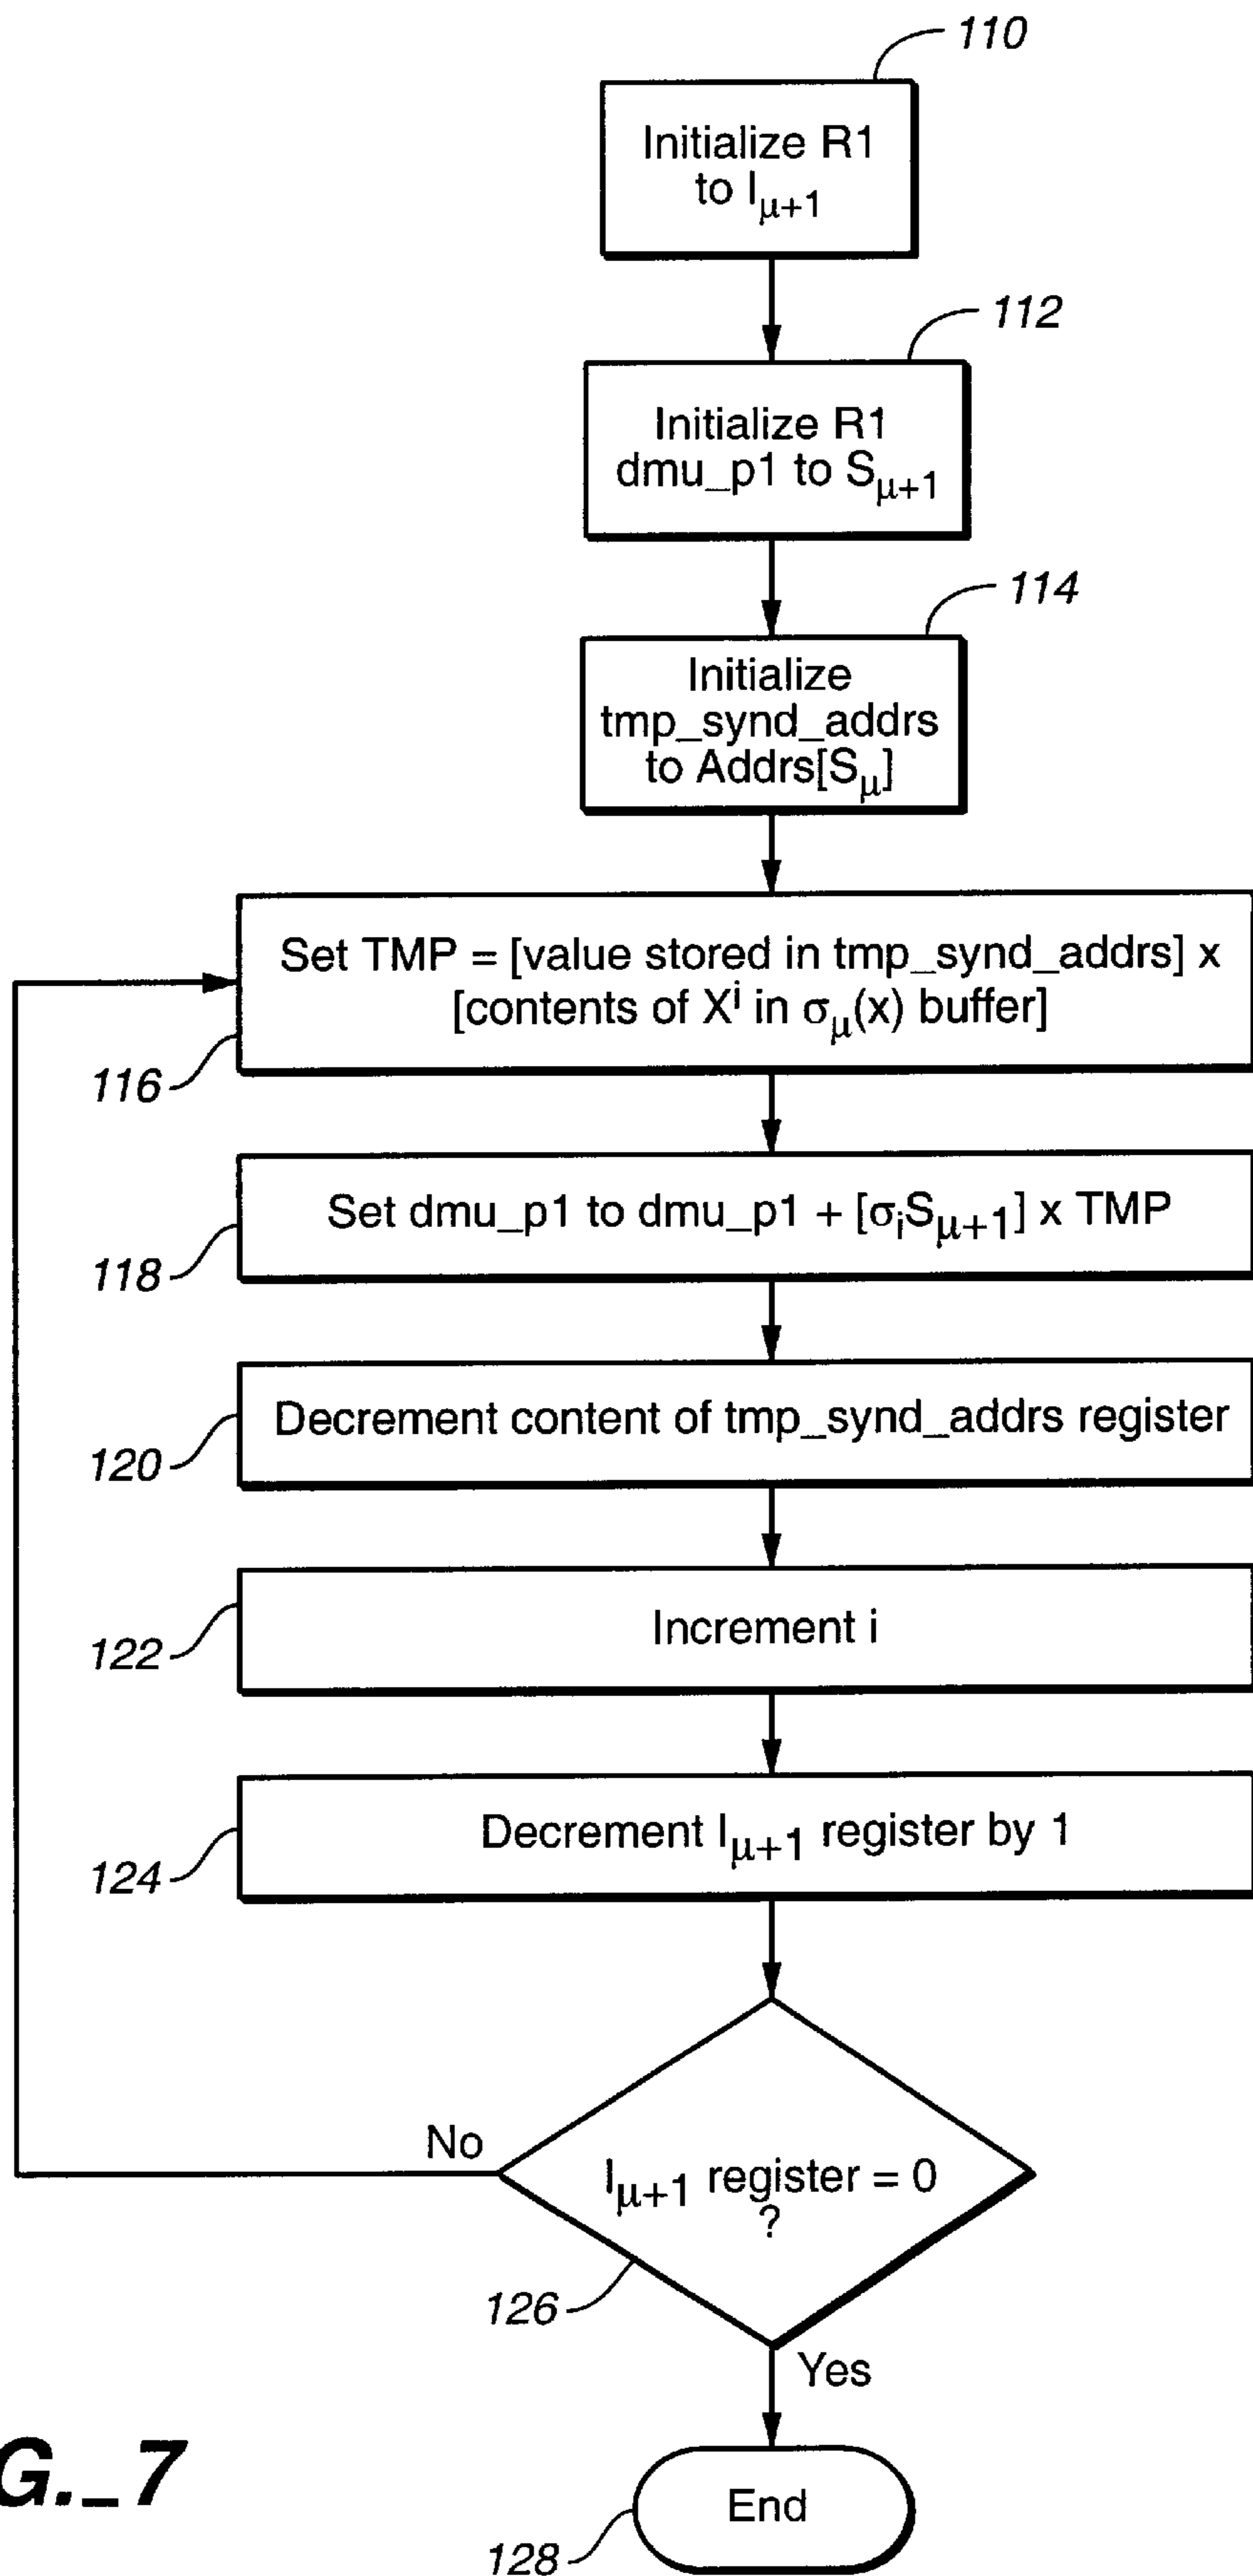 110
Initialize R1
to lμ+1
112
Initialize R1
dmu_p1 to Sμ+1
114
Initialize
tmp_synd_addrs
to Addrs[Sμ]
Set TMP = [value stored in tmp_synd_addrs] x
[contents of Xⁱ in σμ(x) buffer]
116
Set dmu_p1 to dmu_p1 + [σiSμ+1] x TMP
118
Decrement content of tmp_synd_addrs register
120
Increment i
122
Decrement lμ+1 register by 1
124
No
lμ+1 register = 0
?
126
Yes
End
128
G._7